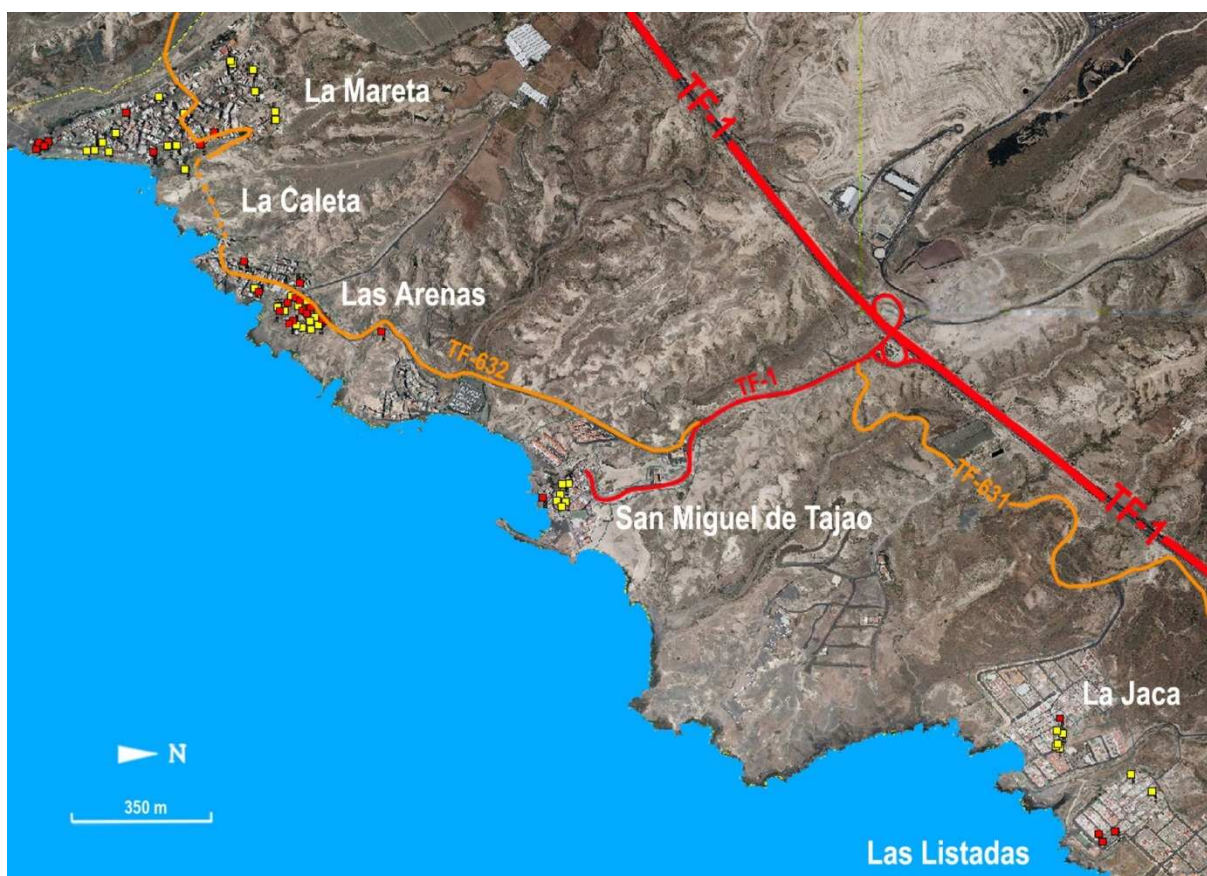 TF-1
La Mareta
La Caleta
Las Arenas
TF-632
TF-1
TF-631
TF-1
San Miguel de Tajao
La Jaca
N
350 m
Las Listadas